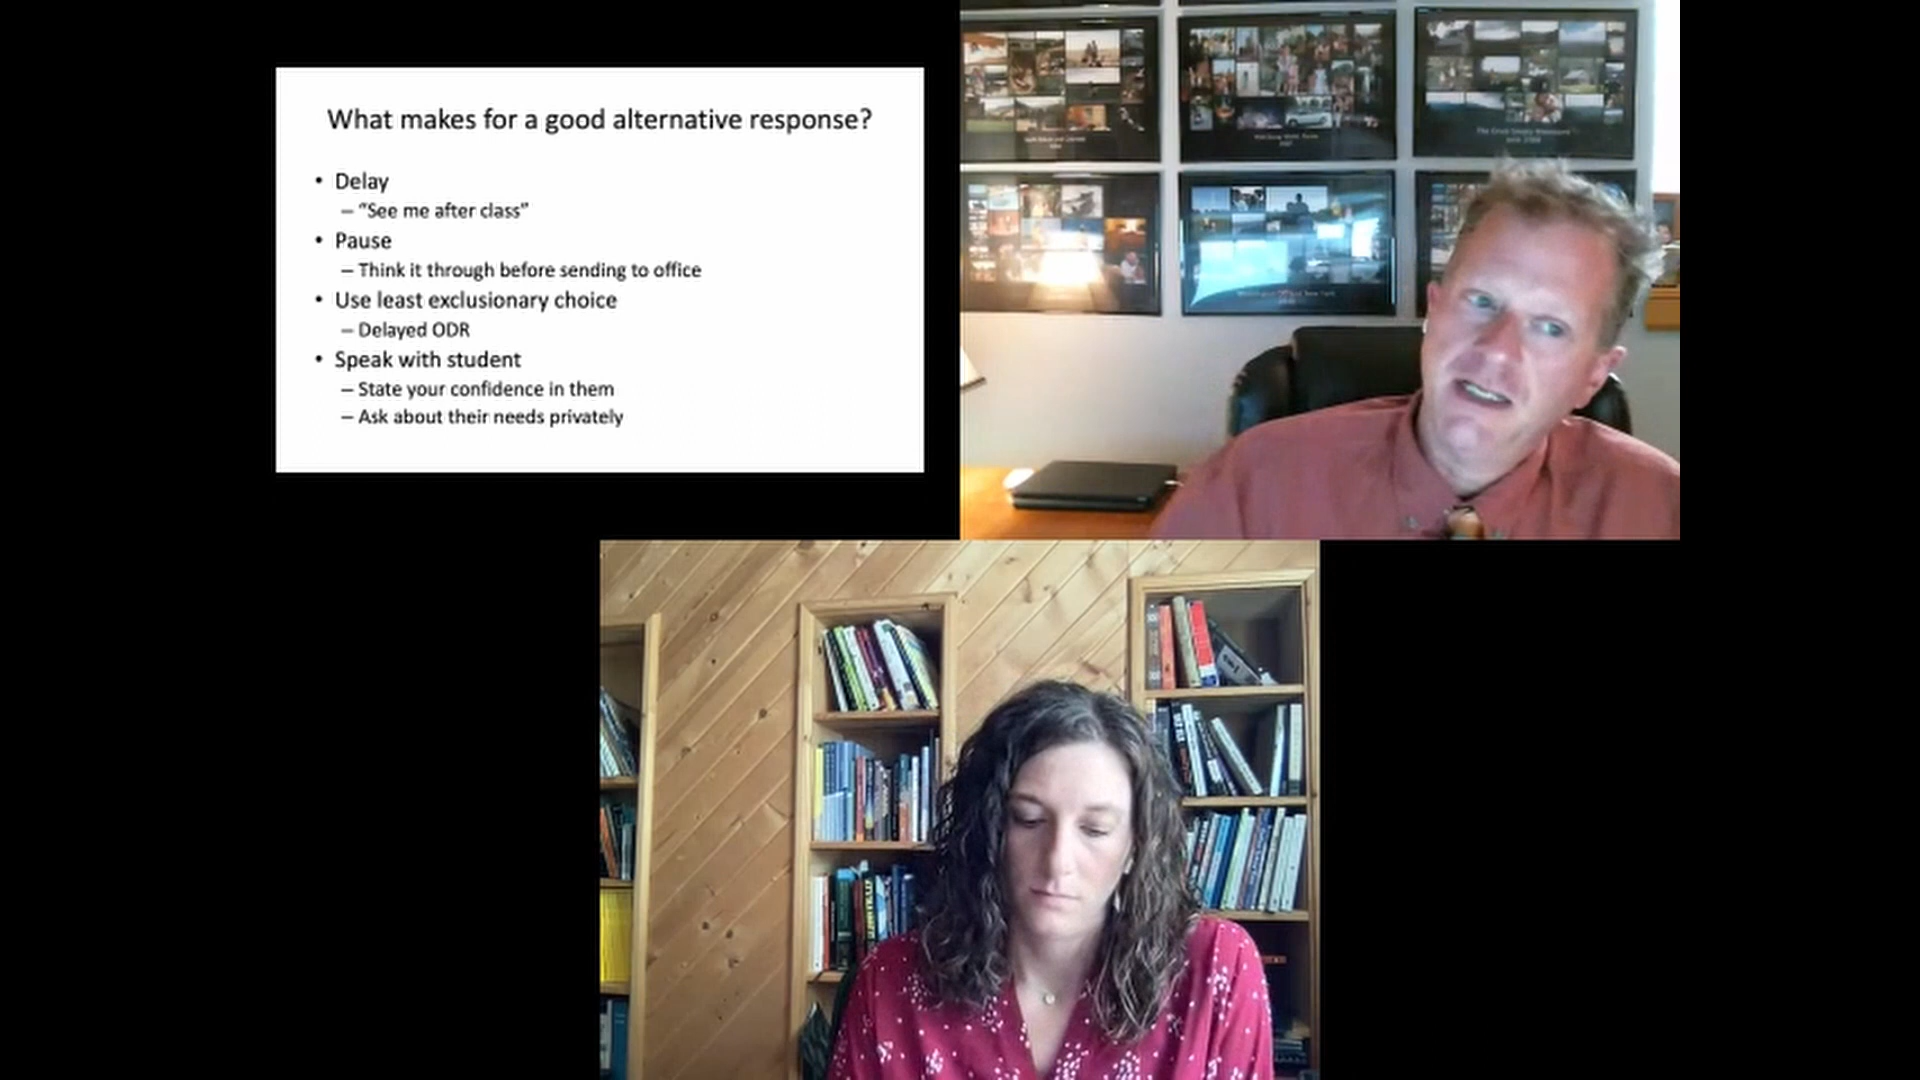 What makes for a good alternative response?
• Delay
– “See me after class”
• Pause
– Think it through before sending to office
• Use least exclusionary choice
– Delayed ODR
• Speak with student
– State your confidence in them
– Ask about their needs privately